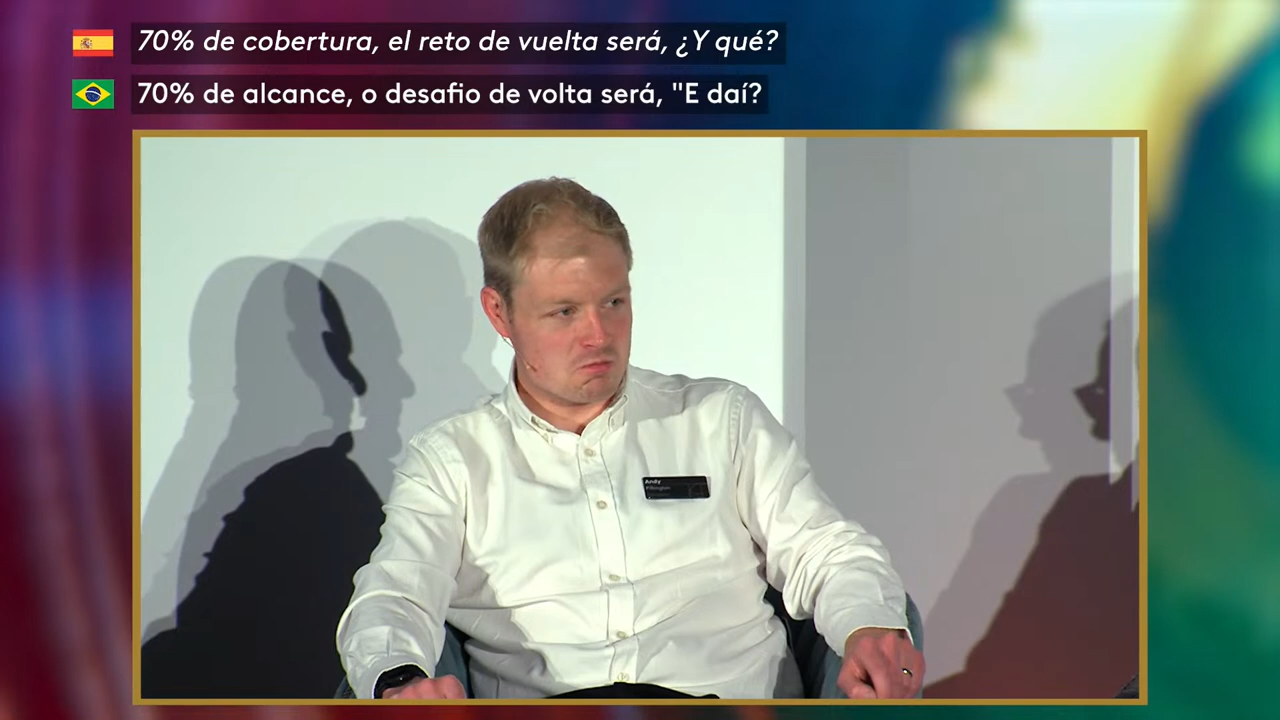 70% de cobertura, el reto de vuelta será, ¿Y qué?
70% de alcance, o desafio de volta será, "E daí?
Andy
Pilkington